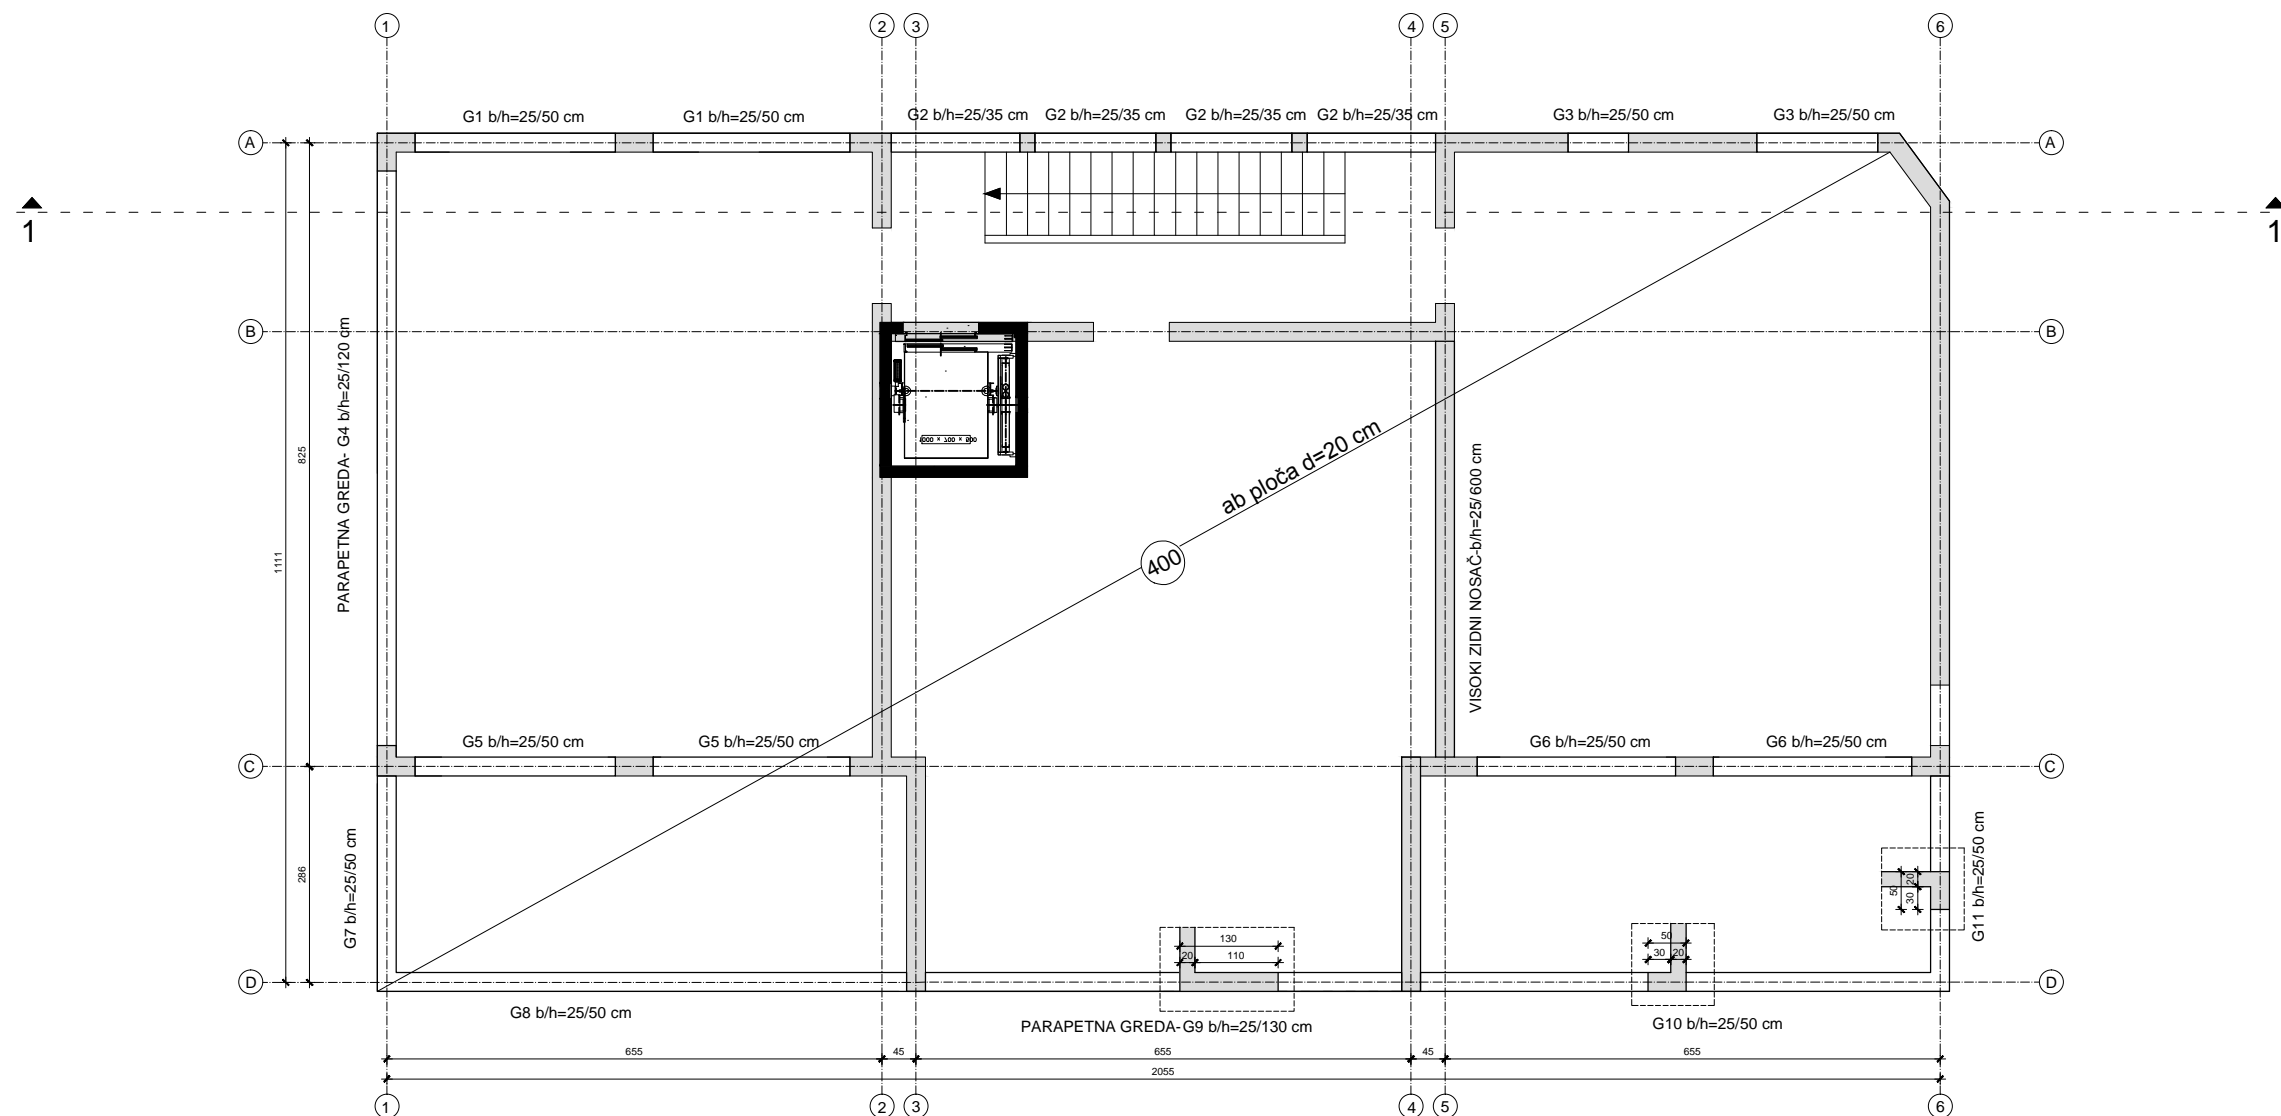 1
2
3
4
5
6
G1 b/h=25/50 cm
G1 b/h=25/50 cm
G2 b/h=25/35 cm
G2 b/h=25/35 cm
G2 b/h=25/35 cm
G2 b/h=25/35 cm
G3 b/h=25/50 cm
G3 b/h=25/50 cm
A
A
1
1
B
B
PARAPETNA GREDA- G4 b/h=25/120 cm
825
1111
ab ploča d=20 cm
400
VISOKI ZIDNI NOSAČ-b/h=25/600 cm
G5 b/h=25/50 cm
G5 b/h=25/50 cm
G6 b/h=25/50 cm
G6 b/h=25/50 cm
C
C
286
G7 b/h=25/50 cm
G11 b/h=25/50 cm
50
20
30
130
20
110
50
30
20
D
D
G8 b/h=25/50 cm
PARAPETNA GREDA-G9 b/h=25/130 cm
G10 b/h=25/50 cm
655
45
655
45
655
2055
1
2
3
4
5
6